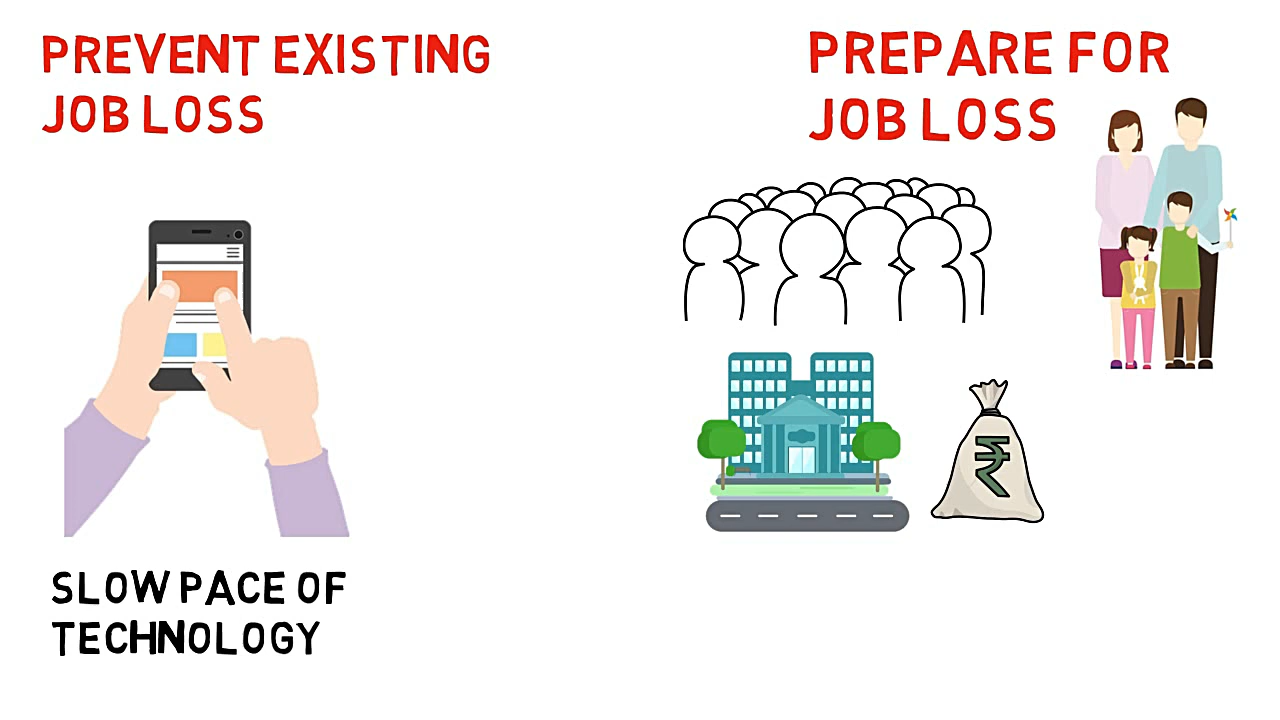 PREVENT EXISTING
JOB LOSS
PREPARE FOR
JOB LOSS
₹
SLOW PACE OF
TECHNOLOGY